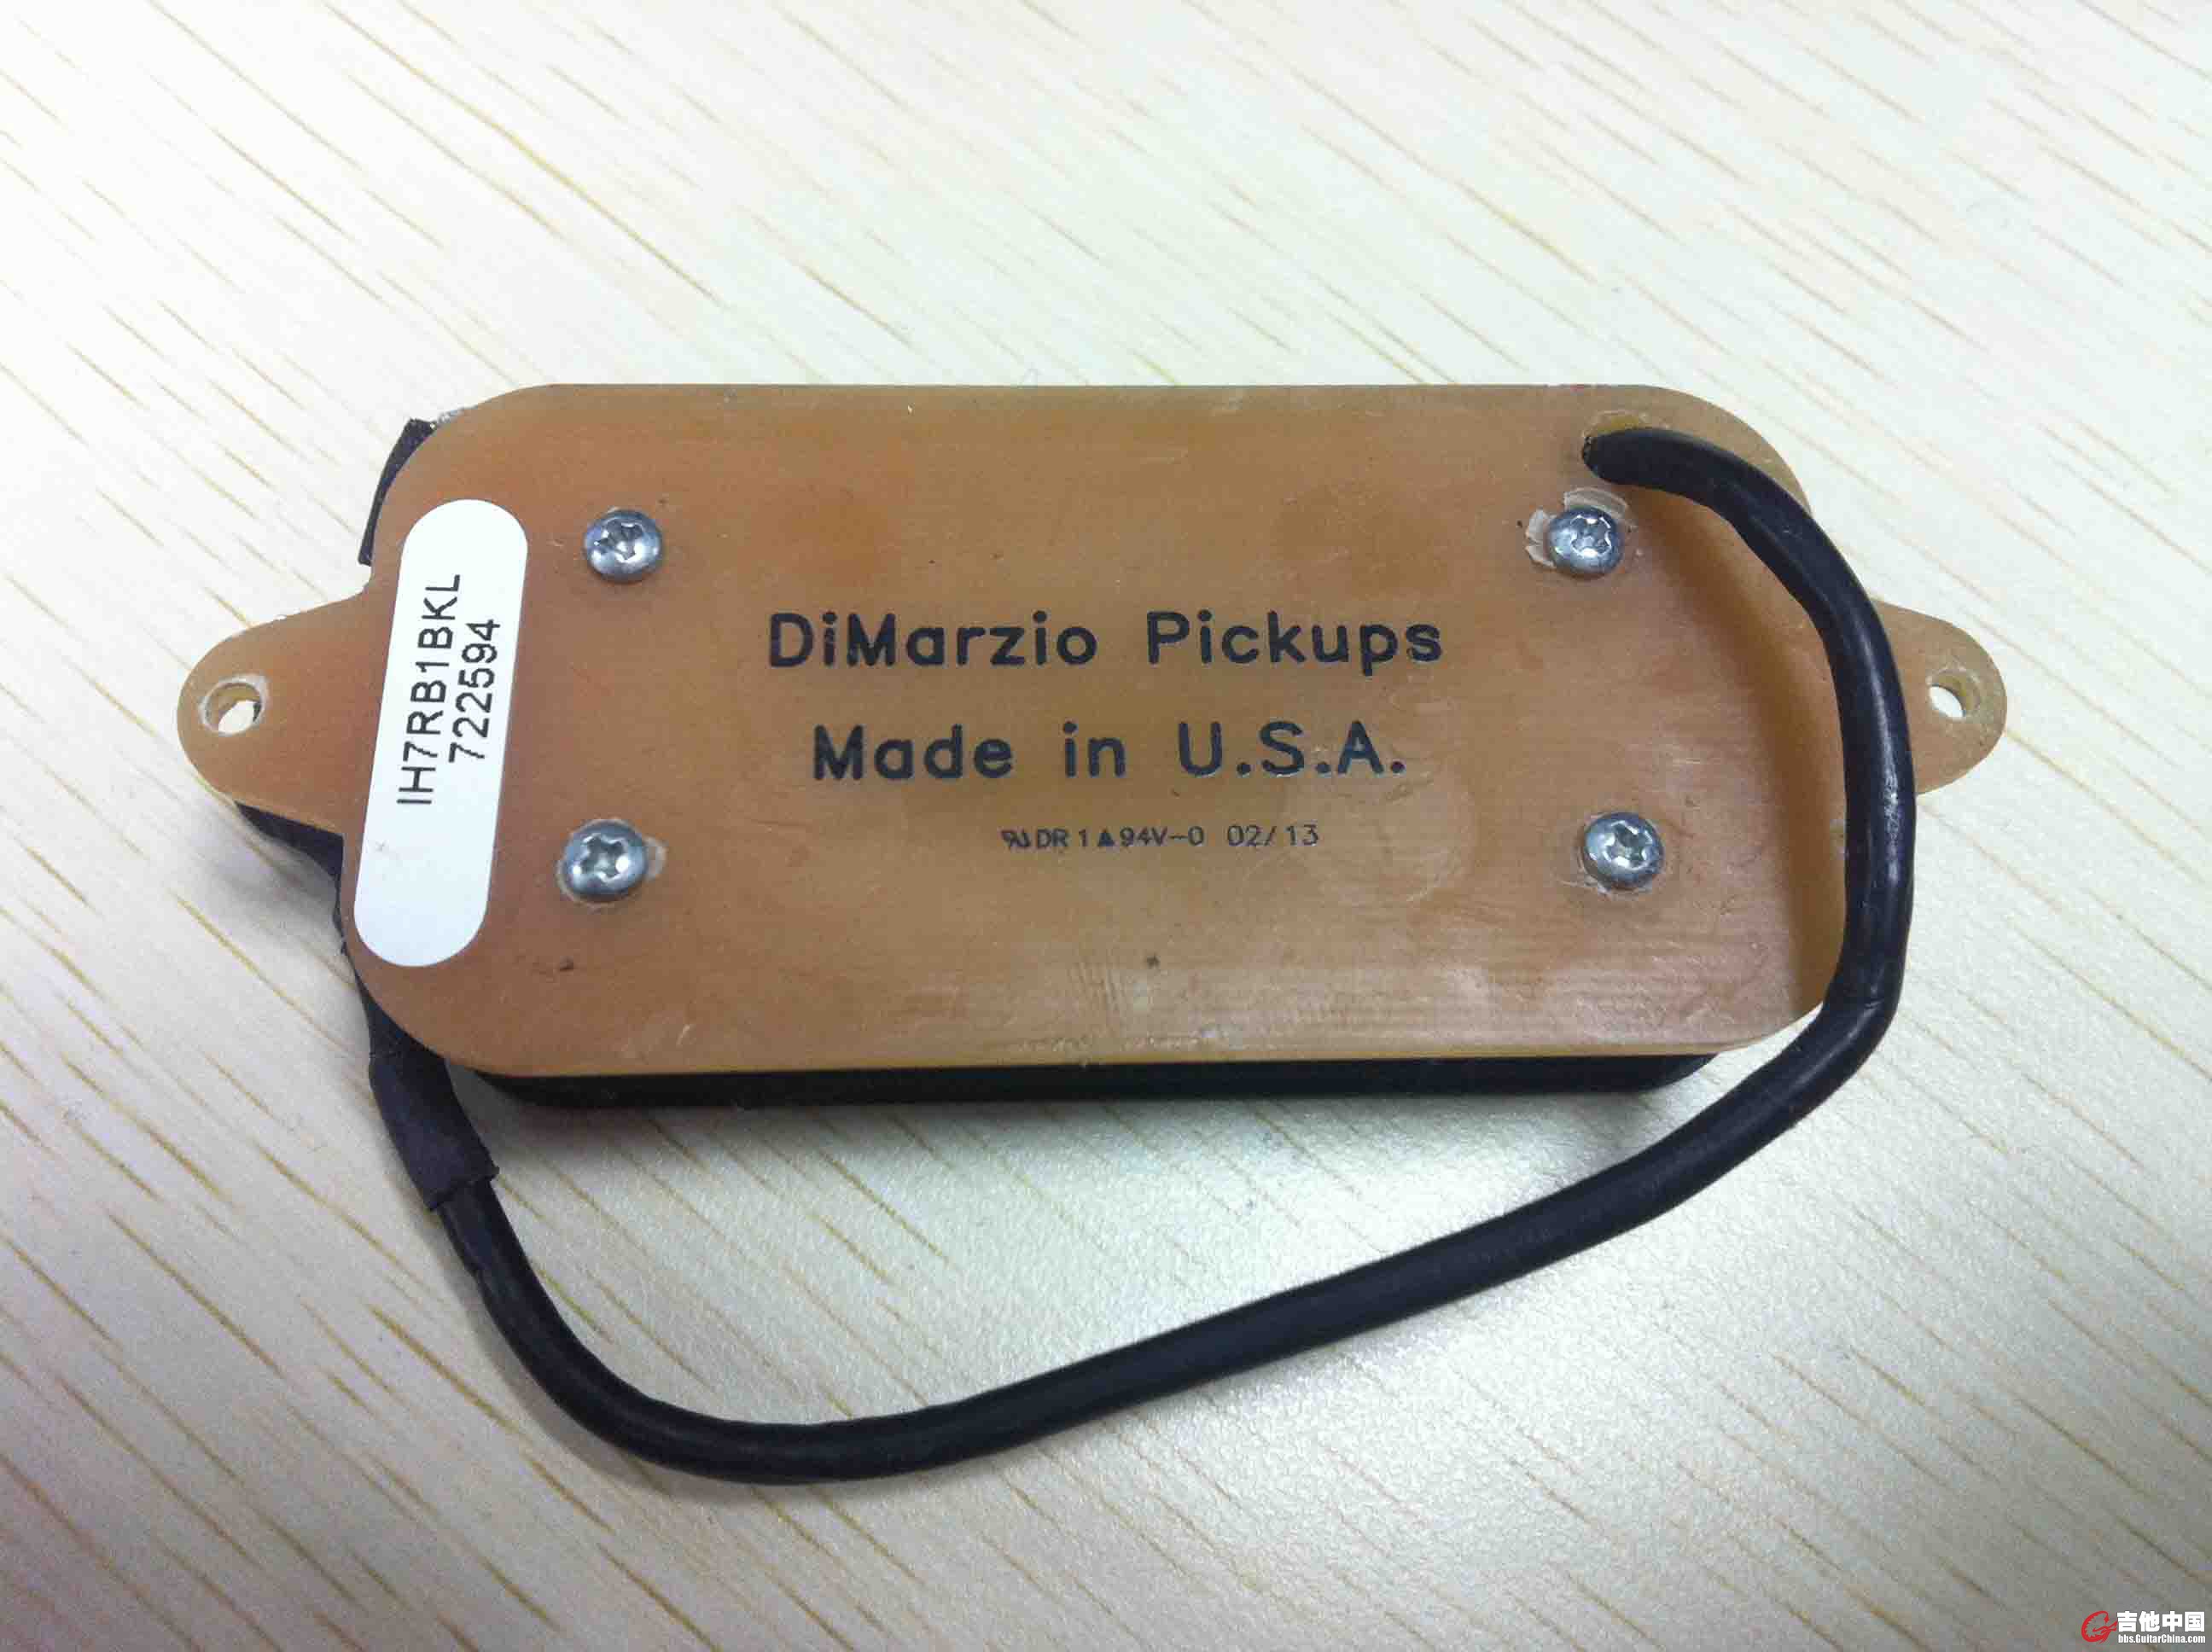 IH7RB1BKL
722594
DiMarzio Pickups
Made in U.S.A.
DR 1▲94V-0 02/13
吉他中国
bbs.GuitarChina.com